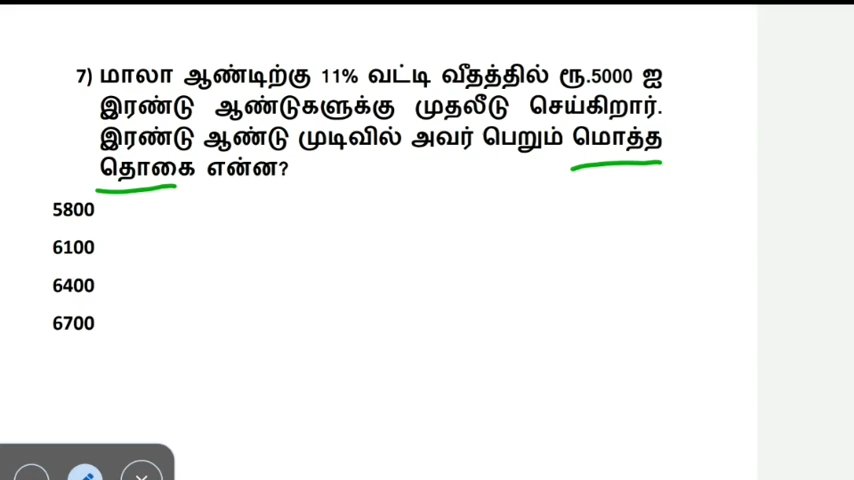 7) மாலா ஆண்டிற்கு 11% வட்டி வீதத்தில் ரூ.5000 ஐ
இரண்டு ஆண்டுகளுக்கு முதலீடு செய்கிறார்.
இரண்டு ஆண்டு முடிவில் அவர் பெறும் மொத்த
தொகை என்ன?
5800
6100
6400
6700